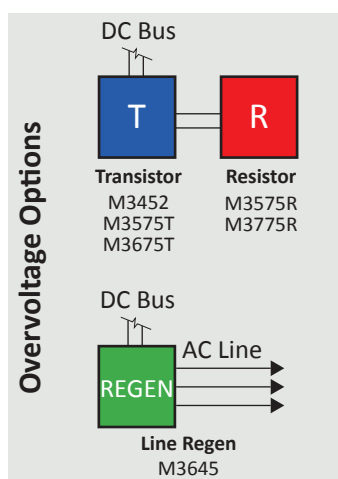 Overvoltage Options
DC Bus
T
R
Transistor
M3452
M3575T
M3675T
Resistor
M3575R
M3775R
DC Bus
AC Line
REGEN
Line Regen
M3645